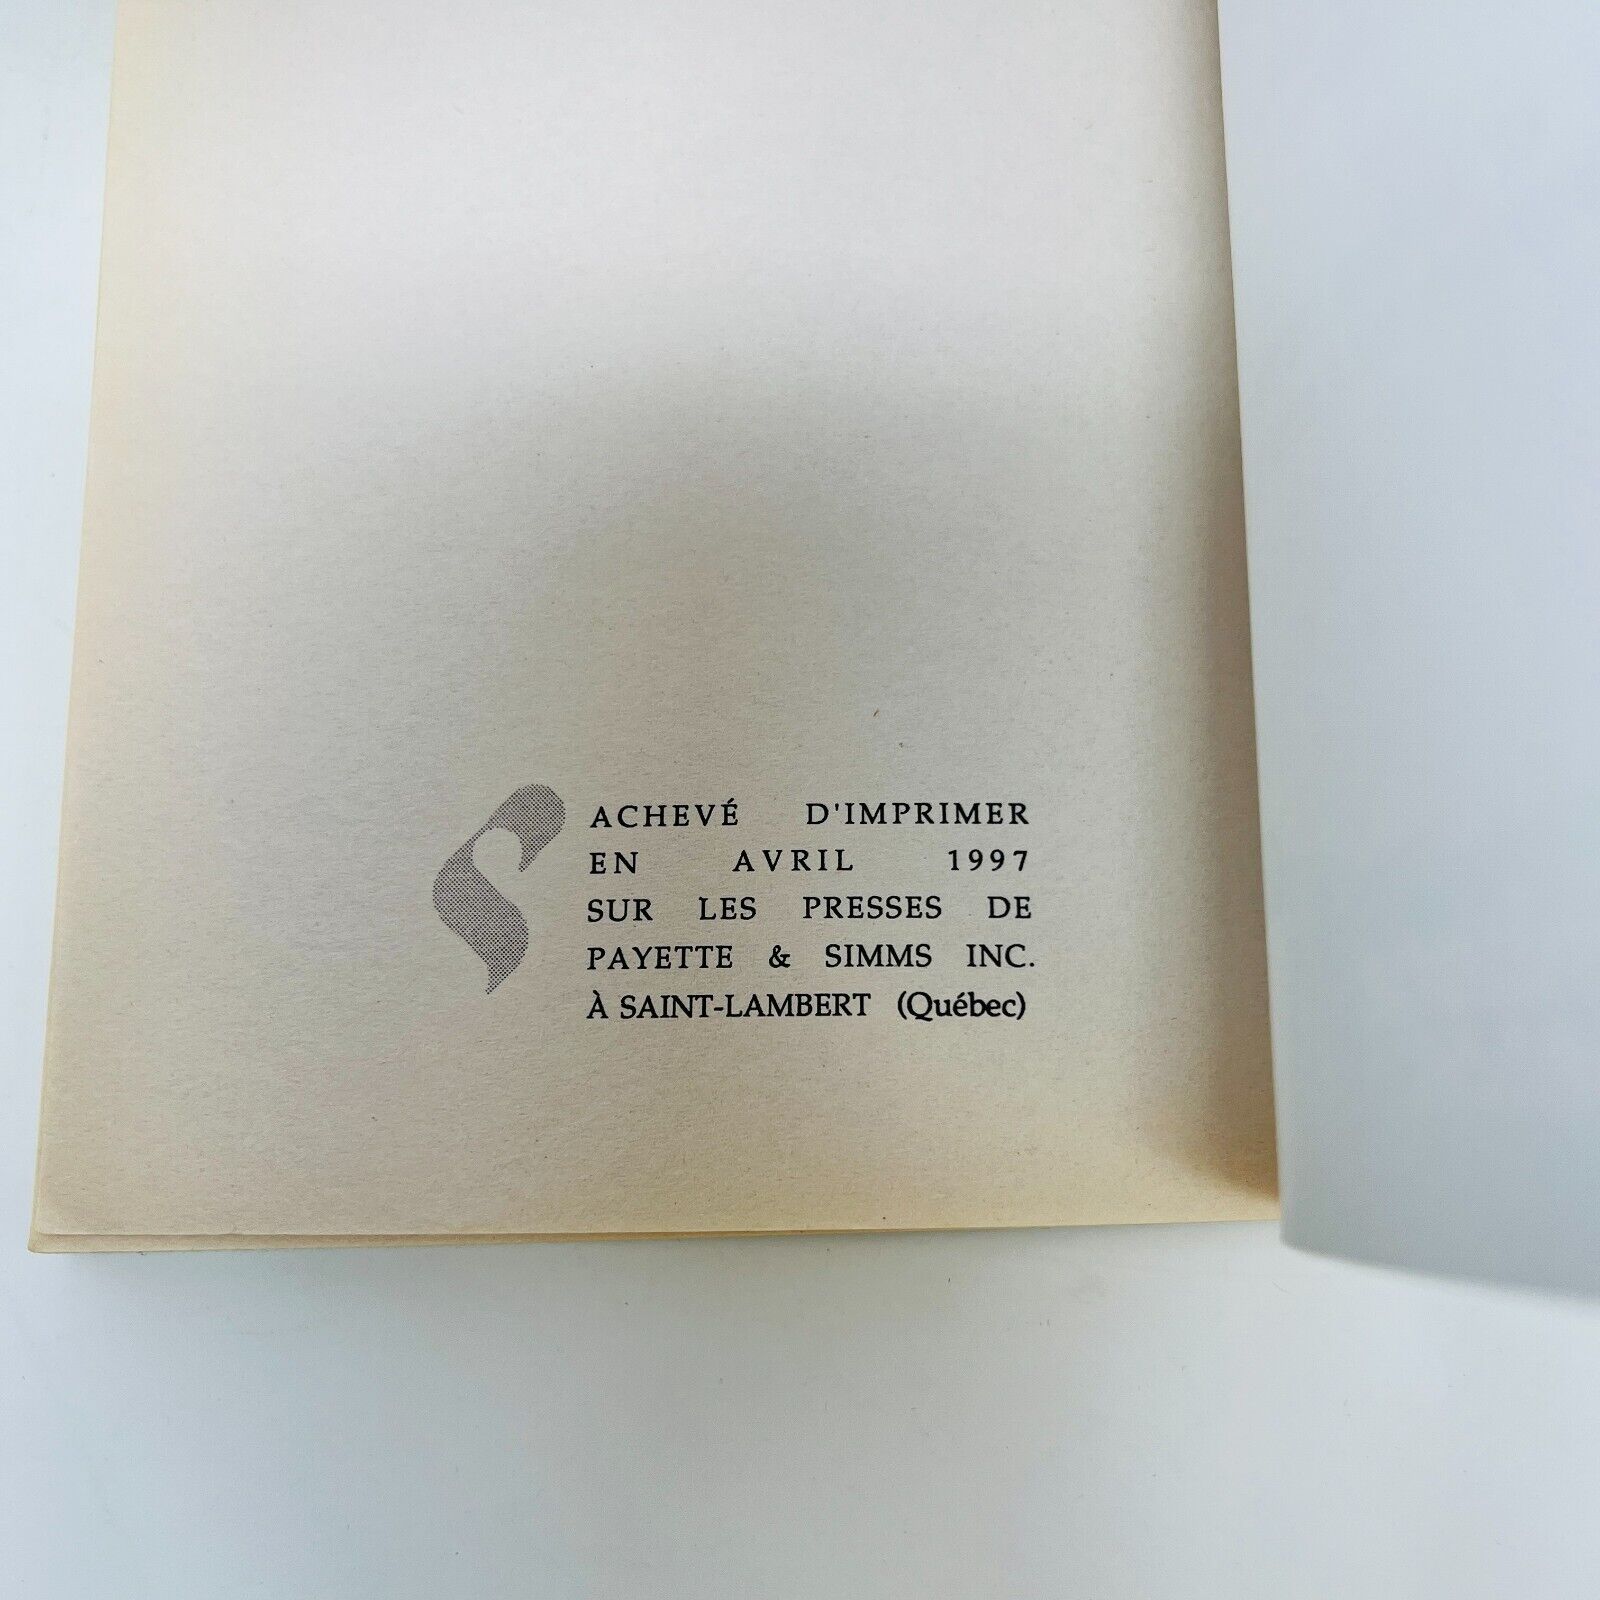 ACHEVÉ D'IMPRIMER
EN AVRIL 1997
SUR LES PRESSES DE
PAYETTE & SIMMS INC.
À SAINT-LAMBERT (Québec)